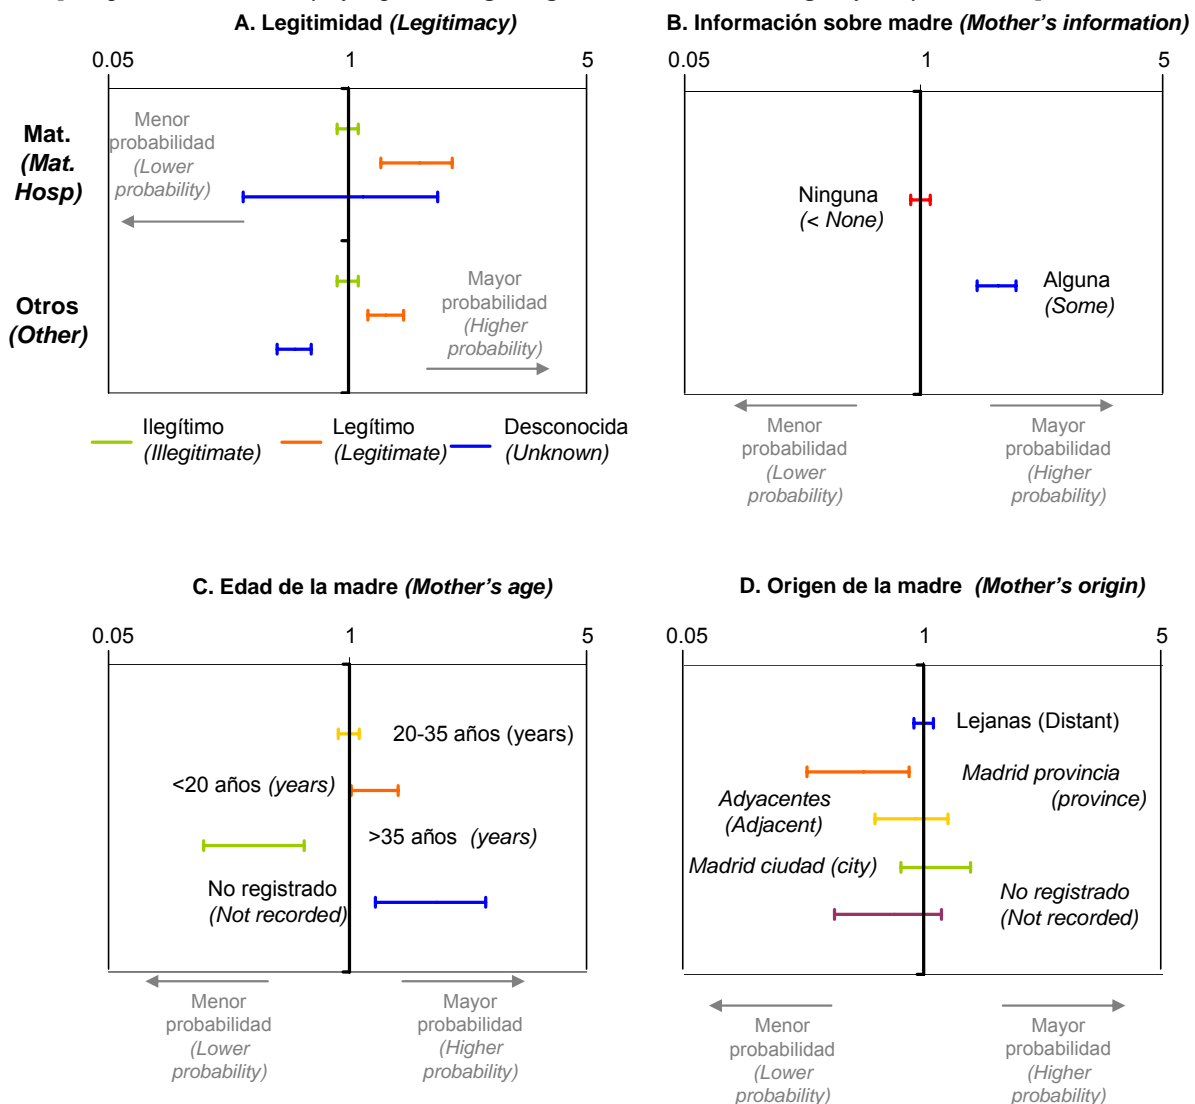 A. Legitimidad (Legitimacy)
0.05 1 5
Mat.
(Mat.
Hosp)
Menor
probabilidad
(Lower
probability)
Otros
(Other)
Mayor
probabilidad
(Higher
probability)
Ilegítimo
(Illegitimate)
Legítimo
(Legitimate)
Desconocida
(Unknown)
B. Información sobre madre (Mother's information)
0.05 1 5
Ninguna
(< None)
Alguna
(Some)
Menor
probabilidad
(Lower
probability)
Mayor
probabilidad
(Higher
probability)
C. Edad de la madre (Mother's age)
0.05 1 5
20-35 años (years)
<20 años (years)
>35 años (years)
No registrado
(Not recorded)
Menor
probabilidad
(Lower
probability)
Mayor
probabilidad
(Higher
probability)
D. Origen de la madre (Mother's origin)
0.05 1 5
Lejanas (Distant)
Madrid provincia
(province)
Adyacentes
(Adjacent)
Madrid ciudad (city)
No registrado
(Not recorded)
Menor
probabilidad
(Lower
probability)
Mayor
probabilidad
(Higher
probability)